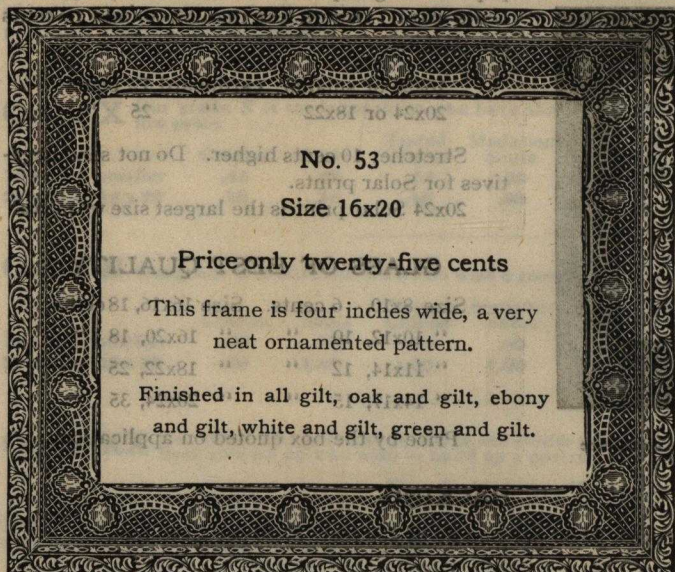 No. 53
Size 16x20
Price only twenty-five cents
This frame is four inches wide, a very
neat ornamented pattern.
Finished in all gilt, oak and gilt, ebony
and gilt, white and gilt, green and gilt.